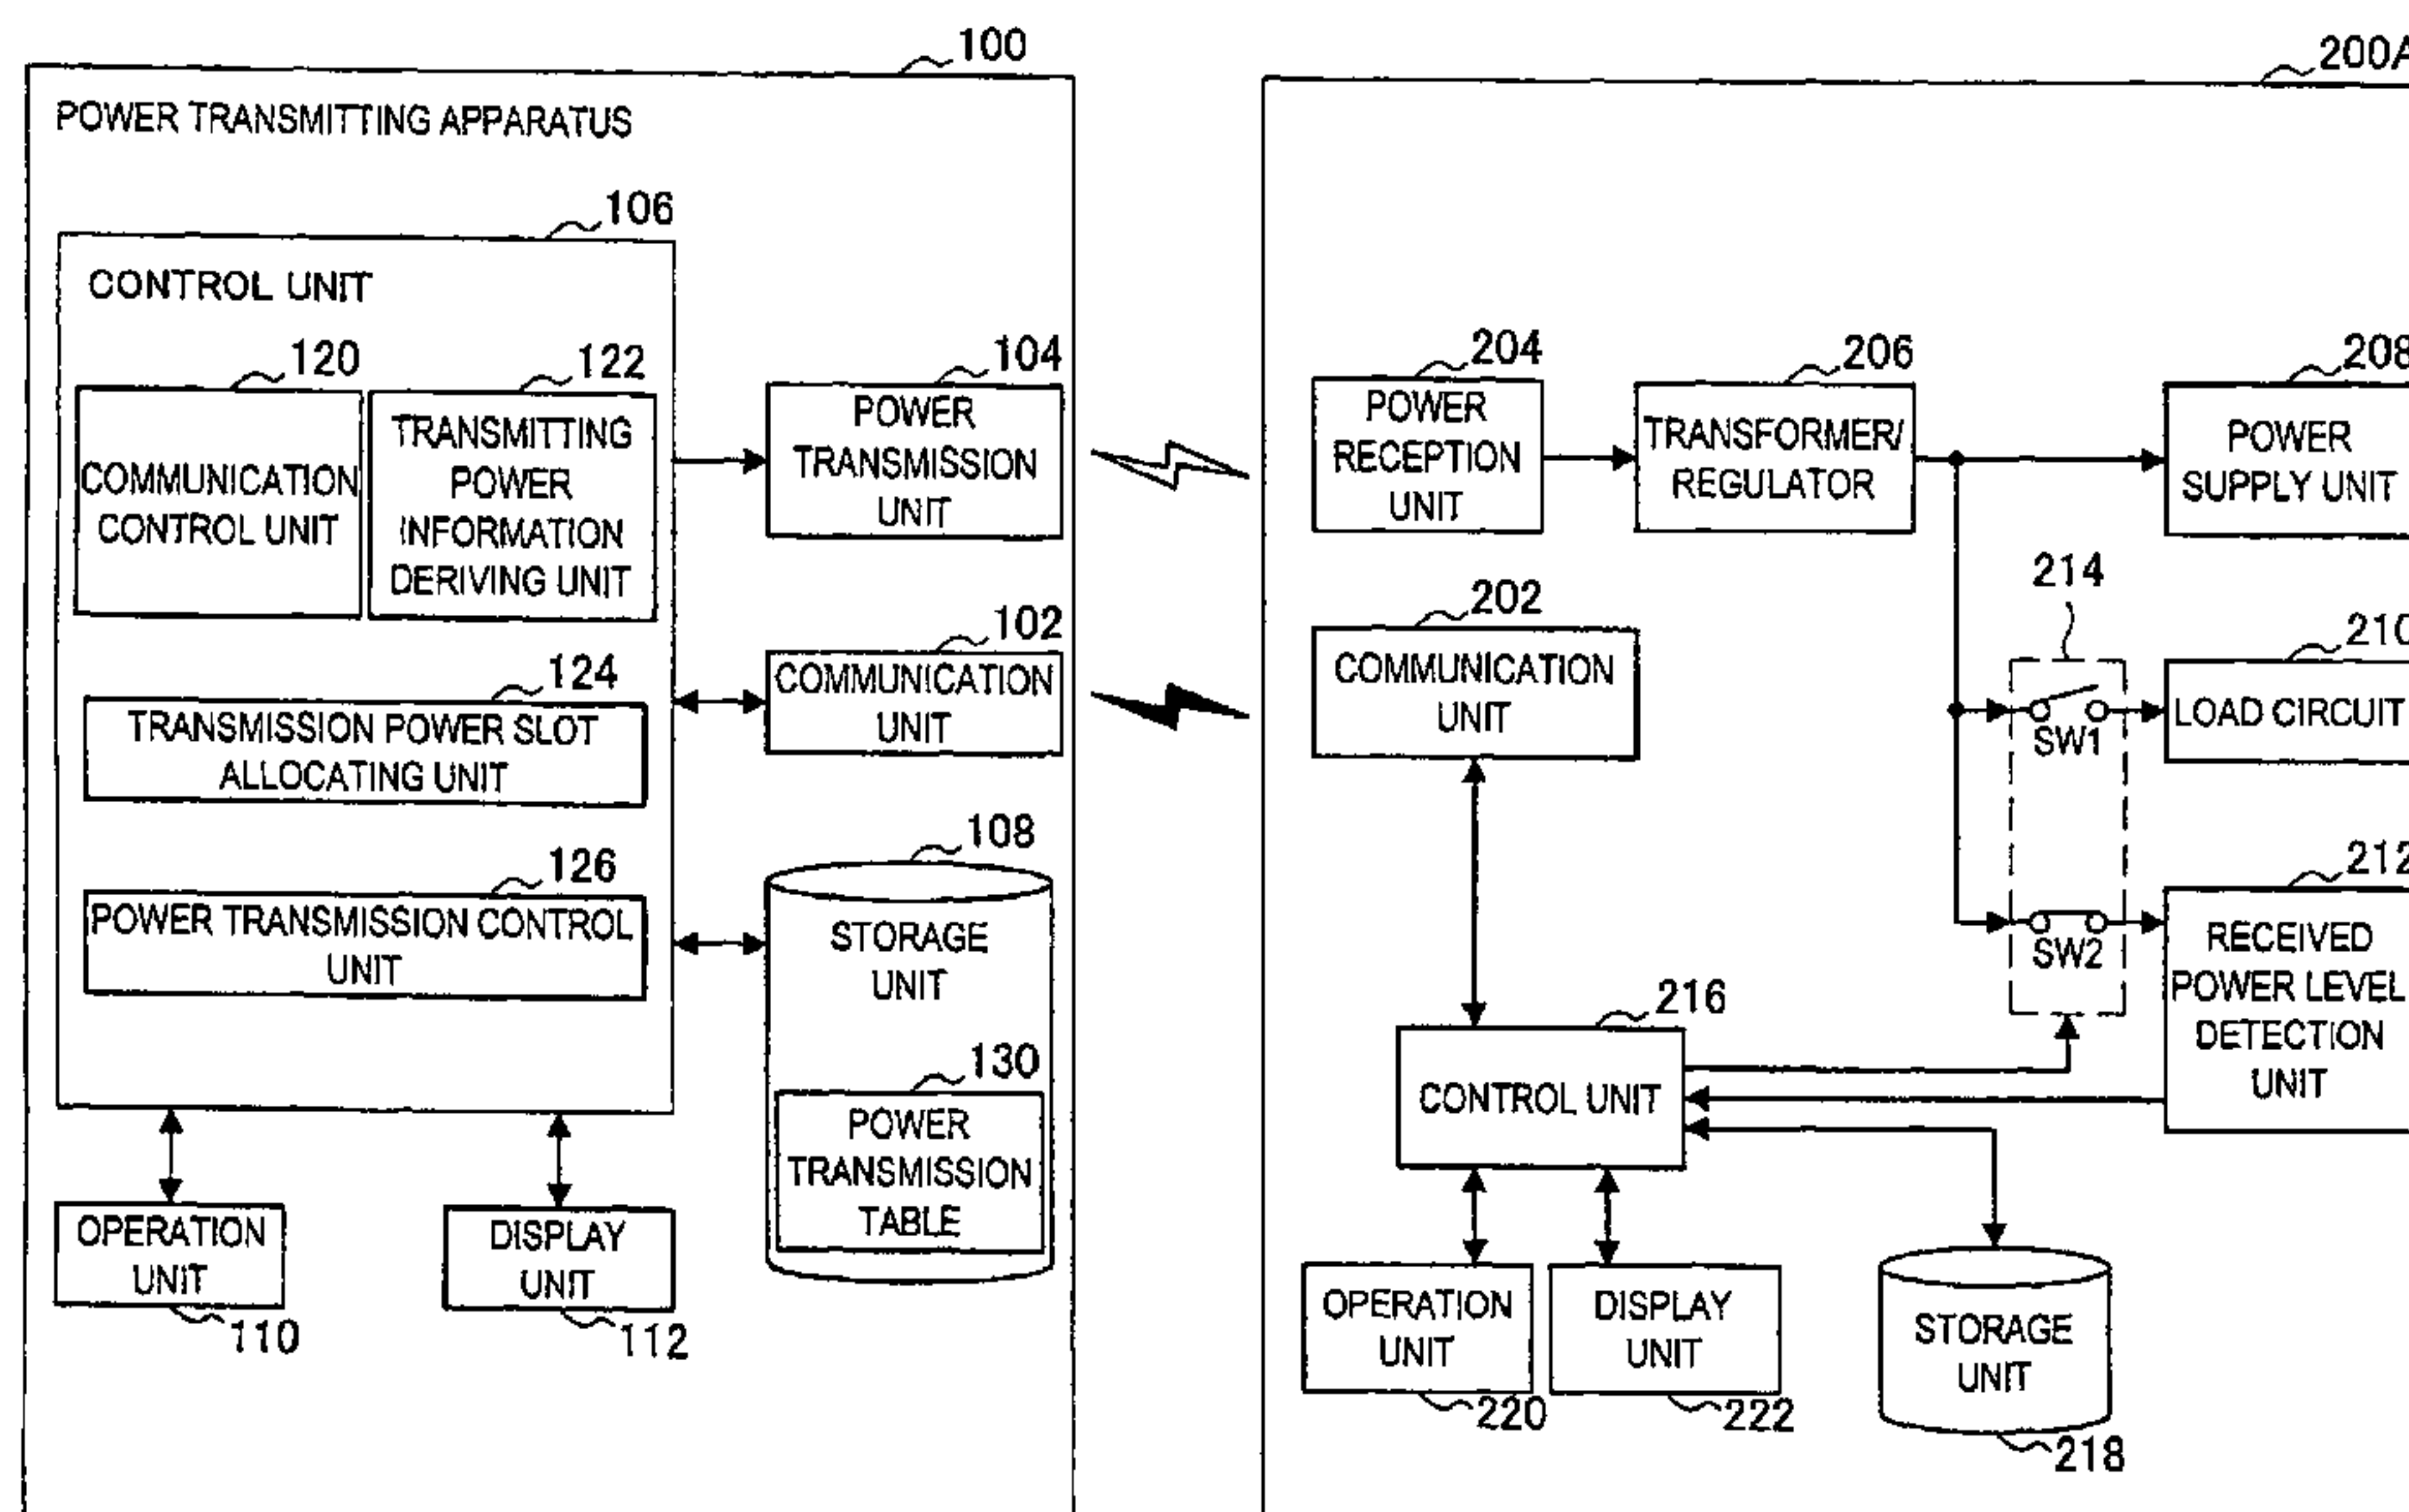 100
POWER TRANSMITTING APPARATUS
106
CONTROL UNIT
120
COMMUNICATION
CONTROL UNIT
122
TRANSMITTING
POWER
INFORMATION
DERIVING UNIT
124
TRANSMISSION POWER SLOT
ALLOCATING UNIT
126
POWER TRANSMISSION CONTROL
UNIT
104
POWER
TRANSMISSION
UNIT
102
COMMUNICATION
UNIT
108
STORAGE
UNIT
130
POWER
TRANSMISSION
TABLE
OPERATION
UNIT
110
DISPLAY
UNIT
112
200A
204
POWER
RECEPTION
UNIT
206
TRANSFORMER/
REGULATOR
208
POWER
SUPPLY UNIT
202
COMMUNICATION
UNIT
214
SW1
SW2
210
LOAD CIRCUIT
212
RECEIVED
POWER LEVEL
DETECTION
UNIT
216
CONTROL UNIT
OPERATION
UNIT
220
DISPLAY
UNIT
222
STORAGE
UNIT
218